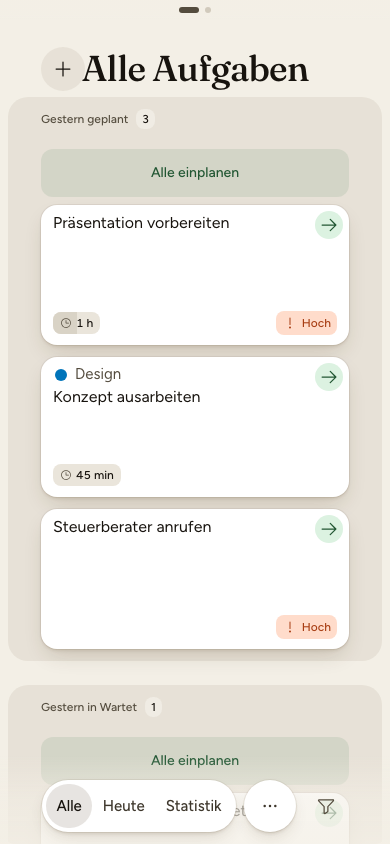 Alle Aufgaben
Gestern geplant 3
Alle einplanen
Präsentation vorbereiten
1 h
! Hoch
Design
Konzept ausarbeiten
45 min
Steuerberater anrufen
! Hoch
Gestern in Wartet 1
Alle einplanen
Alle Heute Statistik